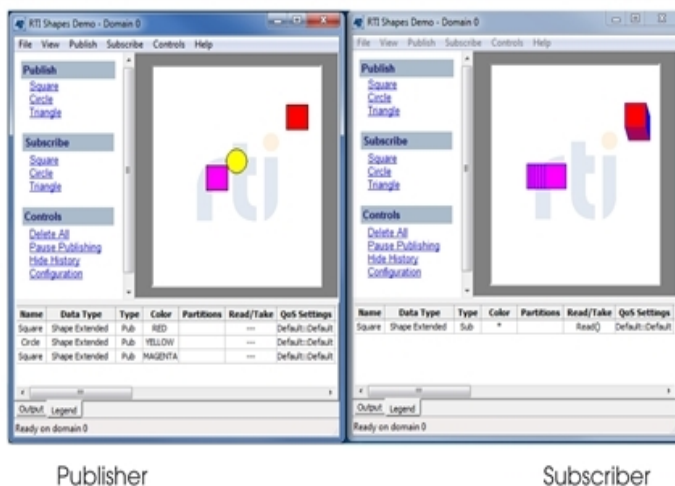 RTI Shapes Demo - Domain 0
File View Publish Subscribe Controls Help
Publish
Square
Circle
Triangle
Subscribe
Square
Circle
Triangle
Controls
Delete All
Pause Publishing
Hide History
Configuration
rti
Name Data Type Type Color Partitions Read/Take QoS Settings
Square Shape Extended Pub RED --- Default::Default
Circle Shape Extended Pub YELLOW --- Default::Default
Square Shape Extended Pub MAGENTA --- Default::Default
Output Legend
Ready on domain 0
Publisher
RTI Shapes Demo - Domain 0
File View Publish Subscribe Controls Help
Publish
Square
Circle
Triangle
Subscribe
Square
Circle
Triangle
Controls
Delete All
Pause Publishing
Hide History
Configuration
rti
Name Data Type Type Color Partitions Read/Take QoS Settings
Square Shape Extended Sub * Read() Default::Default
Output Legend
Ready on domain 0
Subscriber